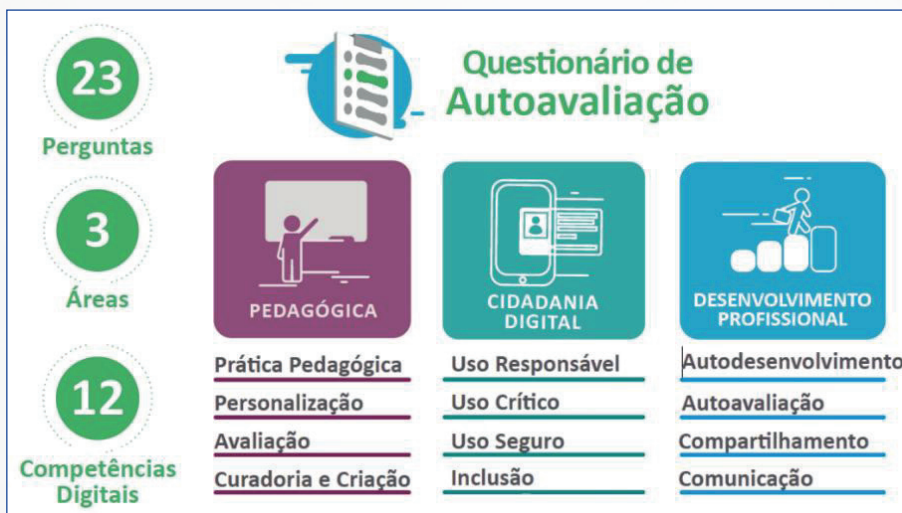 23
Perguntas
3
Áreas
12
Competências
Digitais
Questionário de
Autoavaliação
PEDAGÓGICA
Prática Pedagógica
Personalização
Avaliação
Curadoria e Criação
CIDADANIA
DIGITAL
Uso Responsável
Uso Crítico
Uso Seguro
Inclusão
DESENVOLVIMENTO
PROFISSIONAL
Autodesenvolvimento
Autoavaliação
Compartilhamento
Comunicação